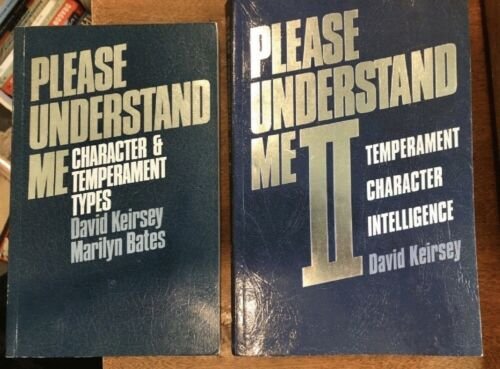 PLEASE
UNDERSTAND
ME
CHARACTER &
TEMPERAMENT
TYPES
David Keirsey
Marilyn Bates
PLEASE
UNDERSTAND
ME
II
TEMPERAMENT
CHARACTER
INTELLIGENCE
David Keirsey